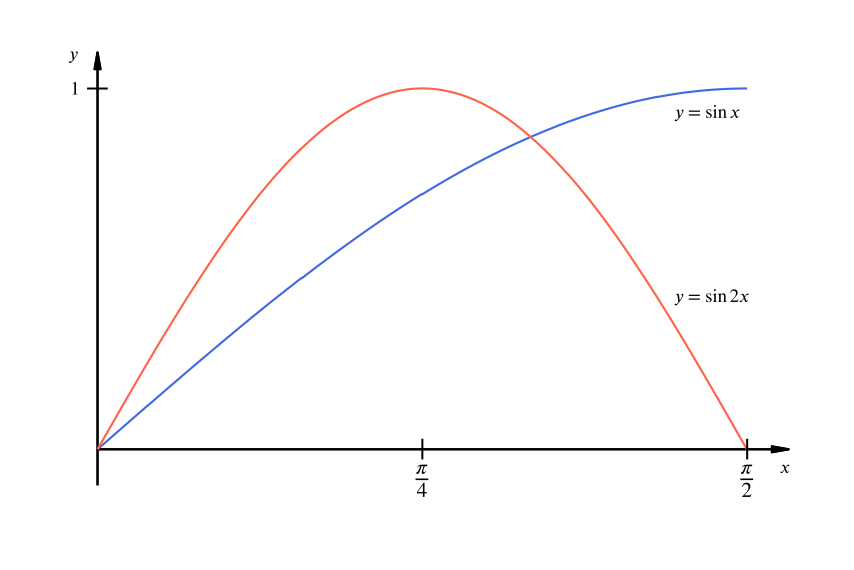 y
1
y = sin x
y = sin 2x
π/4
π/2
x